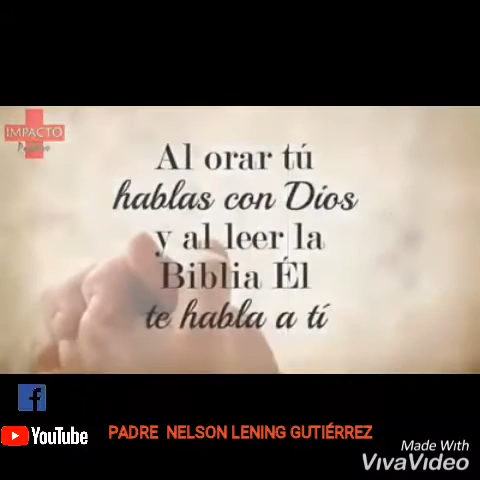 IMPACTO
Positivo
Al orar tú
hablas con Dios
y al leer la
Biblia Él
te habla a tí
YouTube
PADRE NELSON LENING GUTIÉRREZ
Made With
VivaVideo